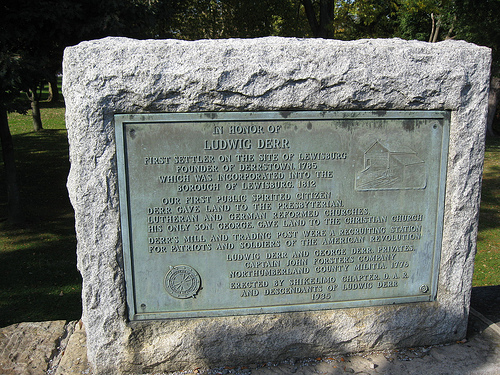 IN HONOR OF
LUDWIG DERR
FIRST SETTLER ON THE SITE OF LEWISBURG
FOUNDER OF DERRSTOWN, 1785
WHICH WAS INCORPORATED INTO THE
BOROUGH OF LEWISBURG, 1812
OUR FIRST PUBLIC SPIRITED CITIZEN
DERR GAVE LAND TO THE PRESBYTERIAN,
LUTHERAN AND GERMAN REFORMED CHURCHES.
HIS ONLY SON, GEORGE, GAVE LAND TO THE CHRISTIAN CHURCH
DERR'S MILL AND TRADING POST WERE A RECRUITING STATION
FOR PATRIOTS AND SOLDIERS OF THE AMERICAN REVOLUTION
LUDWIG DERR AND GEORGE DERR, PRIVATES,
CAPTAIN JOHN FORSTER'S COMPANY
NORTHUMBERLAND COUNTY MILITIA, 1776
ERECTED BY SHIKELIMO CHAPTER, D. A. R.
AND DESCENDANTS OF LUDWIG DERR
1935